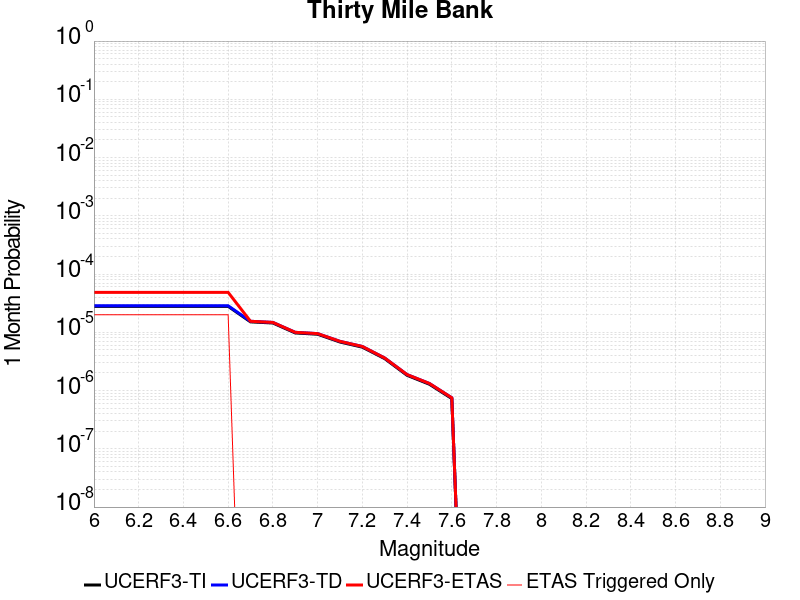 Thirty Mile Bank
10^0
10^-1
10^-2
10^-3
10^-4
10^-5
10^-6
10^-7
10^-8
1 Month Probability
6 6.2 6.4 6.6 6.8 7 7.2 7.4 7.6 7.8 8 8.2 8.4 8.6 8.8 9
Magnitude
UCERF3-TI UCERF3-TD UCERF3-ETAS ETAS Triggered Only